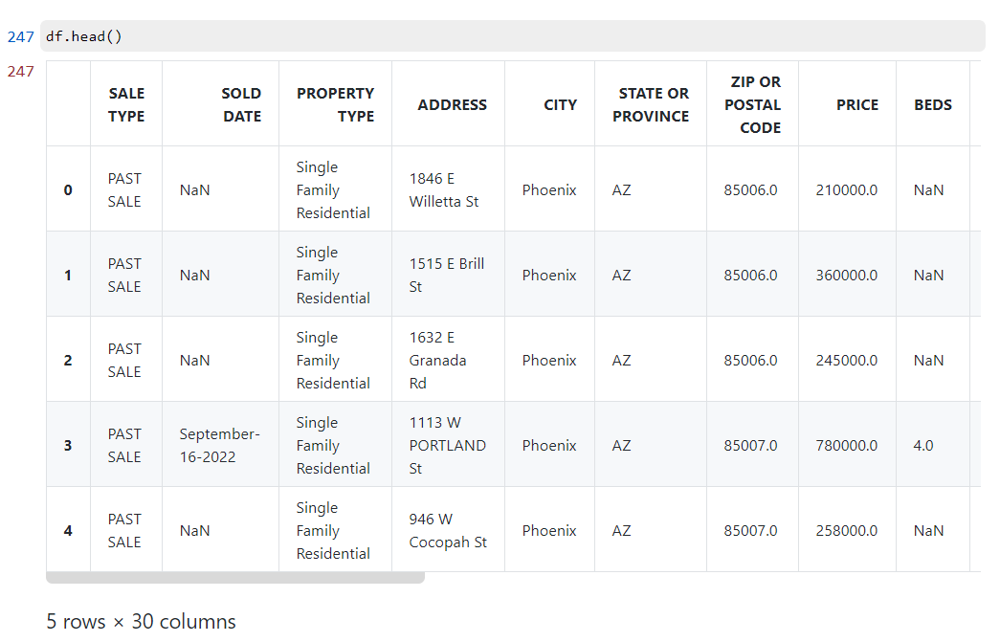 247 df.head()
247
SALE TYPE SOLD DATE PROPERTY TYPE ADDRESS CITY STATE OR PROVINCE ZIP OR POSTAL CODE PRICE BEDS
0 PAST SALE NaN Single Family Residential 1846 E Willetta St Phoenix AZ 85006.0 210000.0 NaN
1 PAST SALE NaN Single Family Residential 1515 E Brill St Phoenix AZ 85006.0 360000.0 NaN
2 PAST SALE NaN Single Family Residential 1632 E Granada Rd Phoenix AZ 85006.0 245000.0 NaN
3 PAST SALE September-16-2022 Single Family Residential 1113 W PORTLAND St Phoenix AZ 85007.0 780000.0 4.0
4 PAST SALE NaN Single Family Residential 946 W Cocopah St Phoenix AZ 85007.0 258000.0 NaN
5 rows × 30 columns